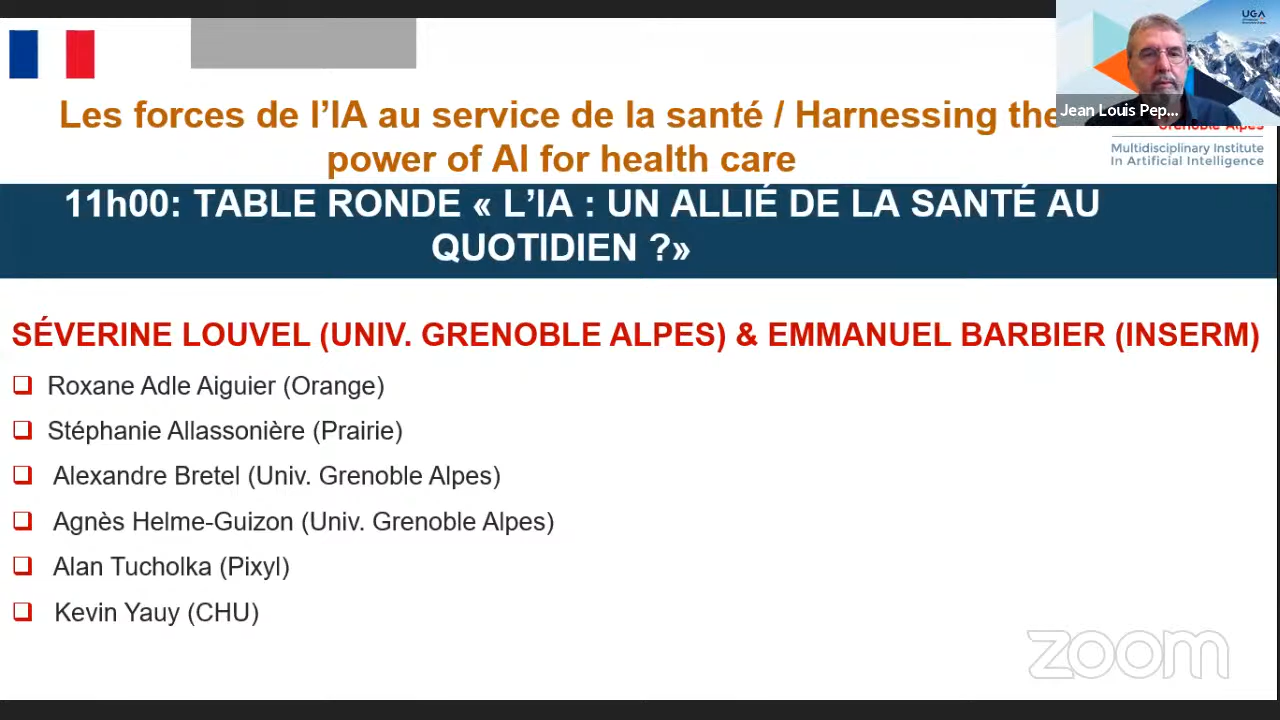 UGA
Jean Louis Pep...
Les forces de l'IA au service de la santé / Harnessing the
power of AI for health care
Grenoble Alpes
Multidisciplinary Institute
In Artificial Intelligence
11h00: TABLE RONDE « L'IA : UN ALLIÉ DE LA SANTÉ AU
QUOTIDIEN ?»
SÉVERINE LOUVEL (UNIV. GRENOBLE ALPES) & EMMANUEL BARBIER (INSERM)
Roxane Adle Aiguier (Orange)
Stéphanie Allassonière (Prairie)
Alexandre Bretel (Univ. Grenoble Alpes)
Agnès Helme-Guizon (Univ. Grenoble Alpes)
Alan Tucholka (Pixyl)
Kevin Yauy (CHU)
zoom